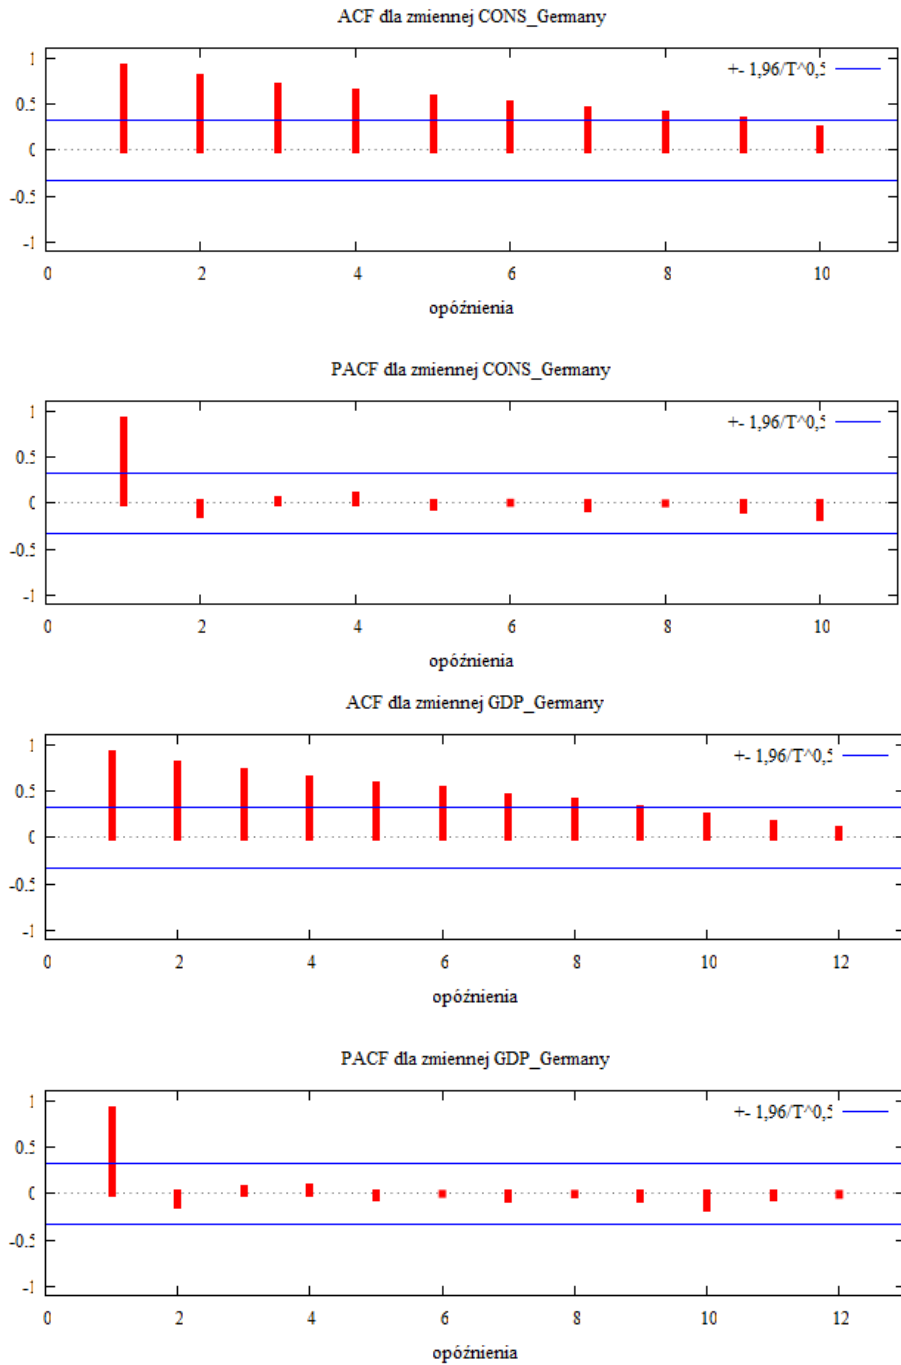 ACF dla zmiennej CONS_Germany
+- 1,96/T^0,5
1
0.5
0
-0.5
-1
0 2 4 6 8 10
opóźnienia
PACF dla zmiennej CONS_Germany
+- 1,96/T^0,5
1
0.5
0
-0.5
-1
0 2 4 6 8 10
opóźnienia
ACF dla zmiennej GDP_Germany
+- 1,96/T^0,5
1
0.5
0
-0.5
-1
0 2 4 6 8 10 12
opóźnienia
PACF dla zmiennej GDP_Germany
+- 1,96/T^0,5
1
0.5
0
-0.5
-1
0 2 4 6 8 10 12
opóźnienia